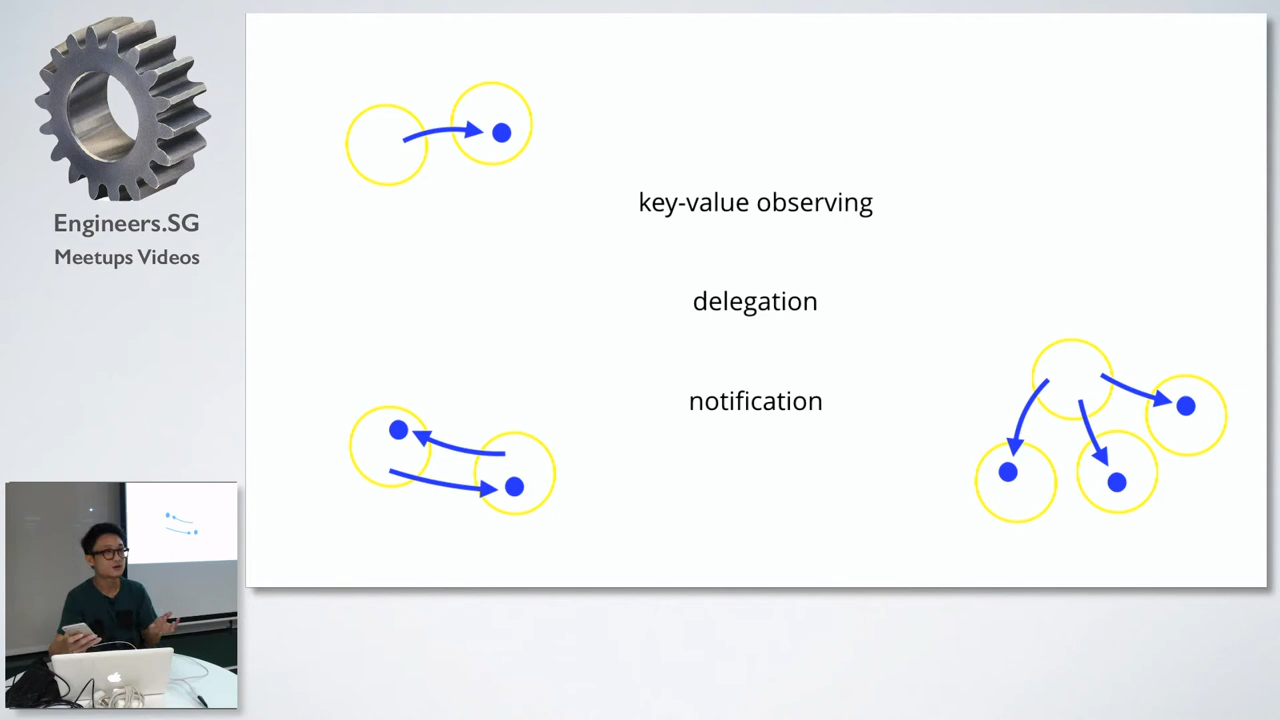 Engineers.SG
Meetups Videos
key-value observing
delegation
notification